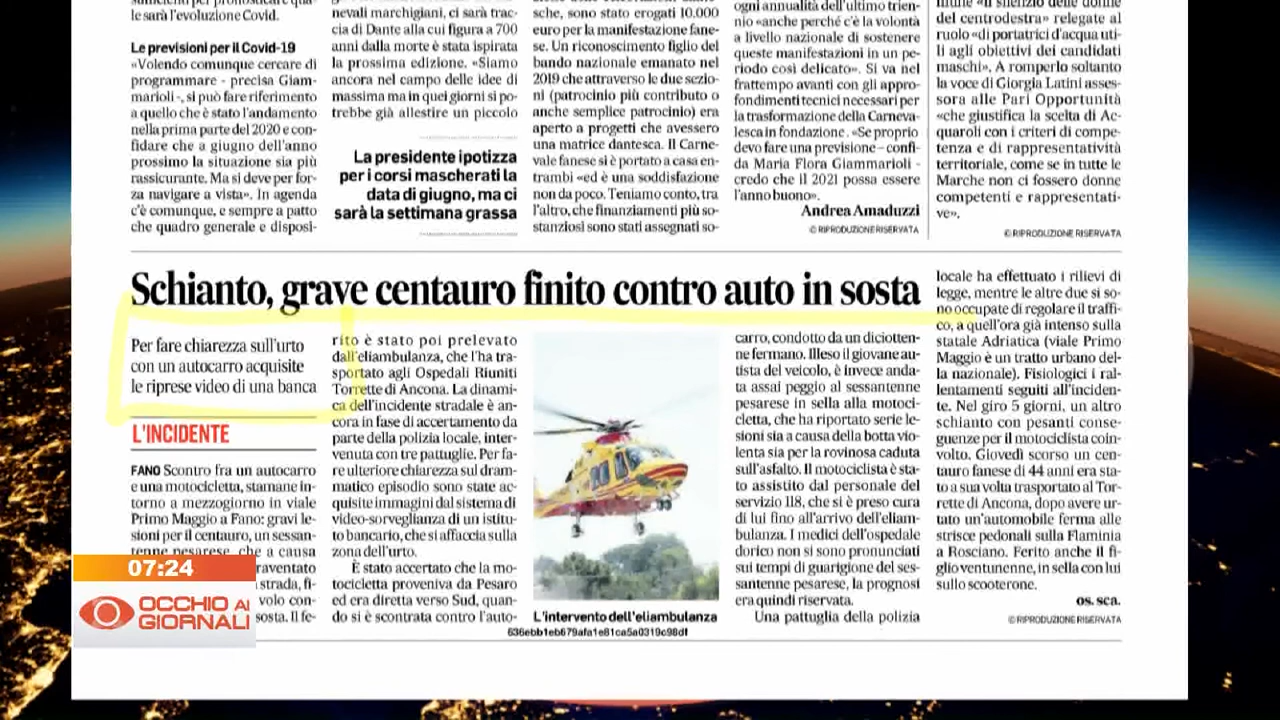 le sarà l'evoluzione Covid.
Le previsioni per il Covid-19
«Volendo comunque cercare di
programmare - precisa Giam-
marioli -, si può fare riferimento
a quello che è stato l'andamento
nella prima parte del 2020 e con-
fidare che a giugno dell'anno
prossimo la situazione sia più
rassicurante. Ma si deve per for-
za navigare a vista». In agenda
c'è comunque, e sempre a patto
che quadro generale e disposi-
nevali marchigiani, ci sarà trac-
cia di Dante alla cui figura a 700
anni dalla morte è stata ispirata
la prossima edizione. «Siamo
ancora nel campo delle idee di
massima ma in quei giorni si po-
trebbe già allestire un piccolo
La presidente ipotizza
per i corsi mascherati la
data di giugno, ma ci
sarà la settimana grassa
sche, sono stato erogati 10.000
euro per la manifestazione fane-
se. Un riconoscimento figlio del
bando nazionale emanato nel
2019 che attraverso le due sezio-
ni (patrocinio più contributo o
anche semplice patrocinio) era
aperto a progetti che avessero
una matrice dantesca. Il Carne-
vale fanese si è portato a casa en-
trambi «ed è una soddisfazione
non da poco. Teniamo conto, tra
l'altro, che finanziamenti più so-
stanziosi sono stati assegnati so-
ogni annualità dell'ultimo trien-
nio «anche perché c'è la volontà
a livello nazionale di sostenere
queste manifestazioni in un pe-
riodo così delicato». Si va nel
frattempo avanti con gli appro-
fondimenti tecnici necessari per
la trasformazione della Carneva-
lesca in fondazione. «Se proprio
devo fare una previsione – confi-
da Maria Flora Giammarioli -
credo che il 2021 possa essere
l'anno buono».
Andrea Amaduzzi
© RIPRODUZIONE RISERVATA
mune «il silenzio delle donne
del centrodestra» relegate al
ruolo «di portatrici d'acqua uti-
li agli obiettivi dei candidati
maschi». A romperlo soltanto
la voce di Giorgia Latini asses-
sora alle Pari Opportunità
«che giustifica la scelta di Ac-
quaroli con i criteri di compe-
tenza e di rappresentatività
territoriale, come se in tutte le
Marche non ci fossero donne
competenti e rappresentati-
ve».
© RIPRODUZIONE RISERVATA
Schianto, grave centauro finito contro auto in sosta
Per fare chiarezza sull'urto
con un autocarro acquisite
le riprese video di una banca
L'INCIDENTE
FANO Scontro fra un autocarro
e una motocicletta, stamane in-
torno a mezzogiorno in viale
Primo Maggio a Fano: gravi le-
sioni per il centauro, un sessan-
tenne pesarese, che a causa
raventato
strada, fi-
volo con-
sosta. Il fe-
rito è stato poi prelevato
dall'eliambulanza, che l'ha tra-
sportato agli Ospedali Riuniti
Torrette di Ancona. La dinami-
ca dell'incidente stradale è an-
cora in fase di accertamento da
parte della polizia locale, inter-
venuta con tre pattuglie. Per fa-
re ulteriore chiarezza sul dram-
matico episodio sono state ac-
quisite immagini dal sistema di
video-sorveglianza di un istitu-
to bancario, che si affaccia sulla
zona dell'urto.
È stato accertato che la mo-
tocicletta proveniva da Pesaro
ed era diretta verso Sud, quan-
do si è scontrata contro l'auto-
L'intervento dell'eliambulanza
carro, condotto da un diciotten-
ne fermano. Illeso il giovane au-
tista del veicolo, è invece anda-
ta assai peggio al sessantenne
pesarese in sella alla motoci-
cletta, che ha riportato serie le-
sioni sia a causa della botta vio-
lenta sia per la rovinosa caduta
sull'asfalto. Il motociclista è sta-
to assistito dal personale del
servizio 118, che si è preso cura
di lui fino all'arrivo dell'eliam-
bulanza. I medici dell'ospedale
dorico non si sono pronunciati
sui tempi di guarigione del ses-
santenne pesarese, la prognosi
era quindi riservata.
Una pattuglia della polizia
locale ha effettuato i rilievi di
legge, mentre le altre due si so-
no occupate di regolare il traffi-
co, a quell'ora già intenso sulla
statale Adriatica (viale Primo
Maggio è un tratto urbano del-
la nazionale). Fisiologici i ral-
lentamenti seguiti all'inciden-
te. Nel giro 5 giorni, un altro
schianto con pesanti conse-
guenze per il motociclista coin-
volto. Giovedì scorso un cen-
tauro fanese di 44 anni era sta-
to a sua volta trasportato al Tor-
rette di Ancona, dopo avere ur-
tato un'automobile ferma alle
strisce pedonali sulla Flaminia
a Rosciano. Ferito anche il fi-
glio ventunenne, in sella con lui
sullo scooterone.
os. sca.
© RIPRODUZIONE RISERVATA
636ebb1eb679afa1e81ca5a0319c98df
07:24
OCCHIO AI
GIORNALI